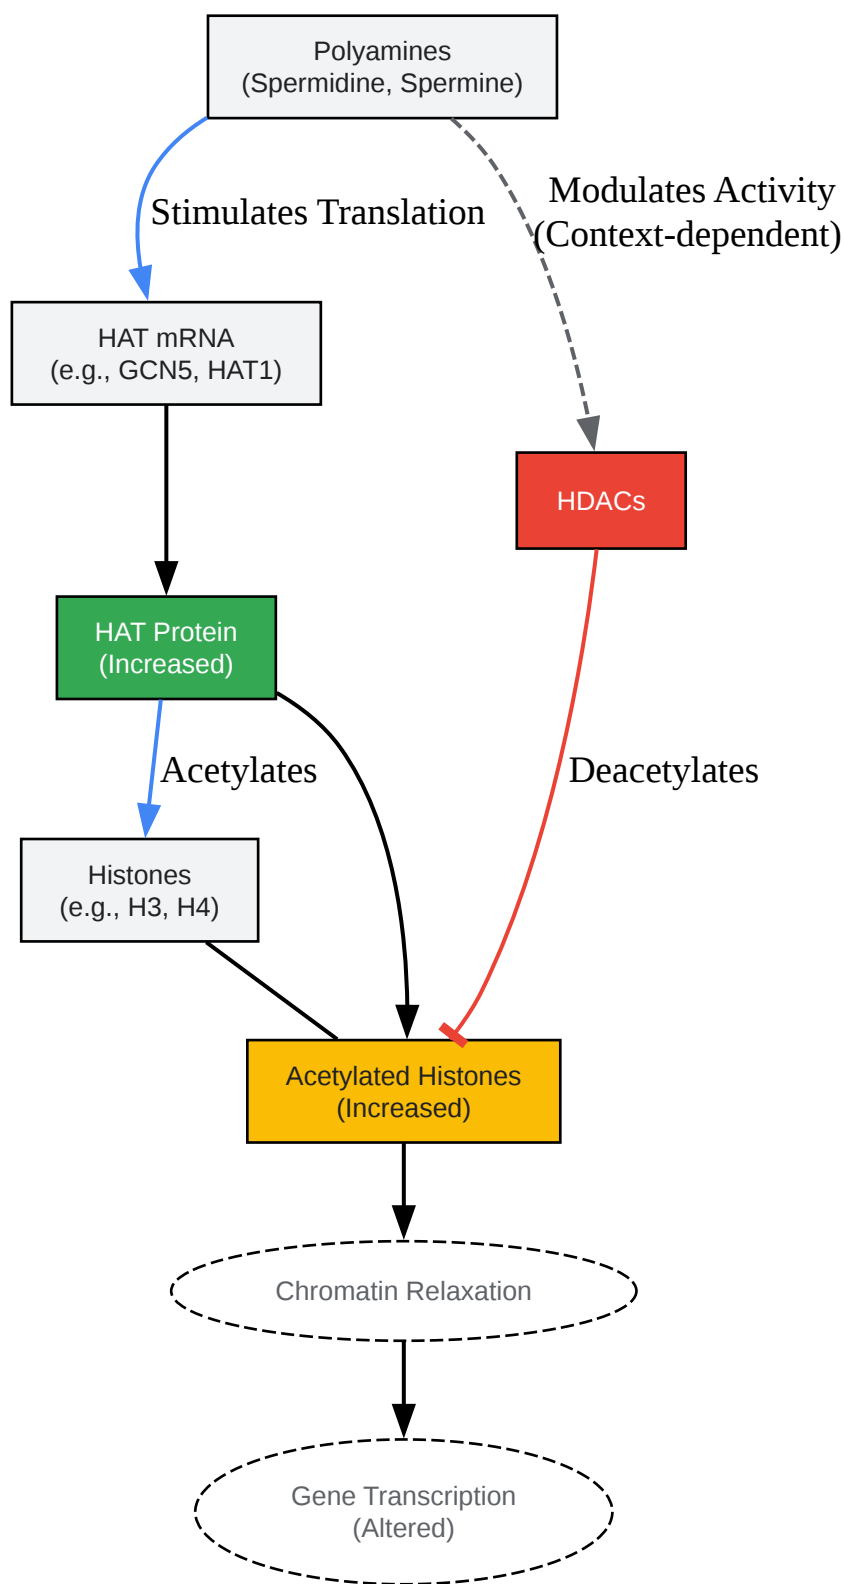 Polyamines
(Spermidine, Spermine)
Stimulates Translation
Modulates Activity
(Context-dependent)
HAT mRNA
(e.g., GCN5, HAT1)
HDACs
HAT Protein
(Increased)
Acetylates
Deacetylates
Histones
(e.g., H3, H4)
Acetylated Histones
(Increased)
Chromatin Relaxation
Gene Transcription
(Altered)